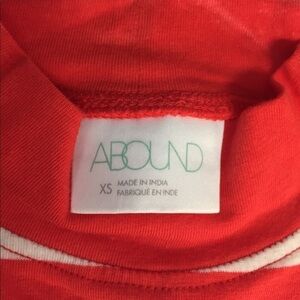 ABOUND
XS MADE IN INDIA
FABRIQUÉ EN INDE